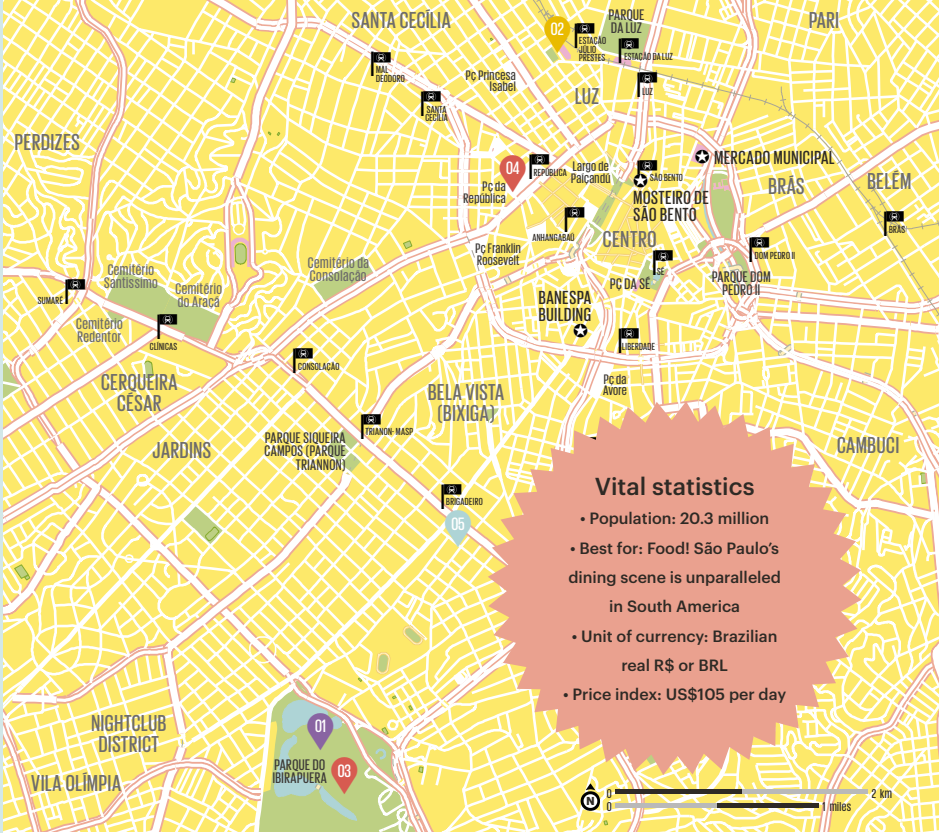 SANTA CECÍLIA
02
ESTAÇÃO
JÚLIO
PRESTES
PARQUE
DA LUZ
ESTAÇÃO DA LUZ
PARI
MAL
DEODORO
Pç Princesa
Isabel
LUZ
LUZ
SANTA
CECÍLIA
PERDIZES
04
REPÚBLICA
Largo de
Paiçandú
SÃO BENTO
MERCADO MUNICIPAL
Pç da
República
MOSTEIRO DE
SÃO BENTO
BRÁS
BELÉM
BRÁS
ANHANGABAÚ
CENTRO
Pç Franklin
Roosevelt
SÉ
DOM PEDRO II
Cemitério
Santíssimo
Cemitério da
Consolação
PÇ DA SÉ
PARQUE DOM
PEDRO II
SUMARÉ
Cemitério
do Araçá
BANESPA
BUILDING
Cemitério
Redentor
CLÍNICAS
LIBERDADE
CONSOLAÇÃO
CERQUEIRA
CÉSAR
BELA VISTA
(BIXIGA)
Pç da
Avore
TRIANON-MASP
JARDINS
PARQUE SIQUEIRA
CAMPOS (PARQUE
TRIANNON)
CAMBUCI
BRIGADEIRO
05
Vital statistics
• Population: 20.3 million
• Best for: Food! São Paulo’s
dining scene is unparalleled
in South America
• Unit of currency: Brazilian
real R$ or BRL
• Price index: US$105 per day
01
NIGHTCLUB
DISTRICT
PARQUE DO
IBIRAPUERA
03
VILA OLÍMPIA
N
0
2 km
0
1 miles